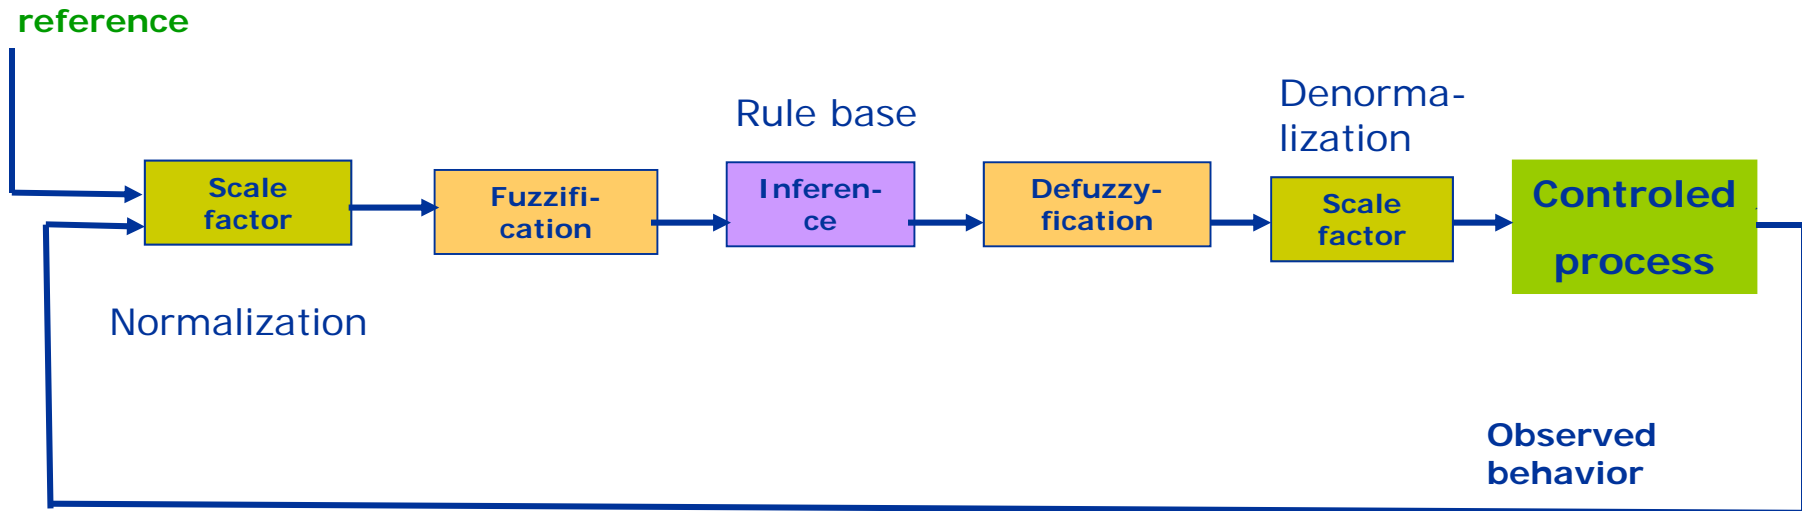 reference
Scale
factor
Normalization
Fuzzifi-
cation
Rule base
Inferen-
ce
Defuzzy-
fication
Denorma-
lization
Scale
factor
Controled
process
Observed
behavior